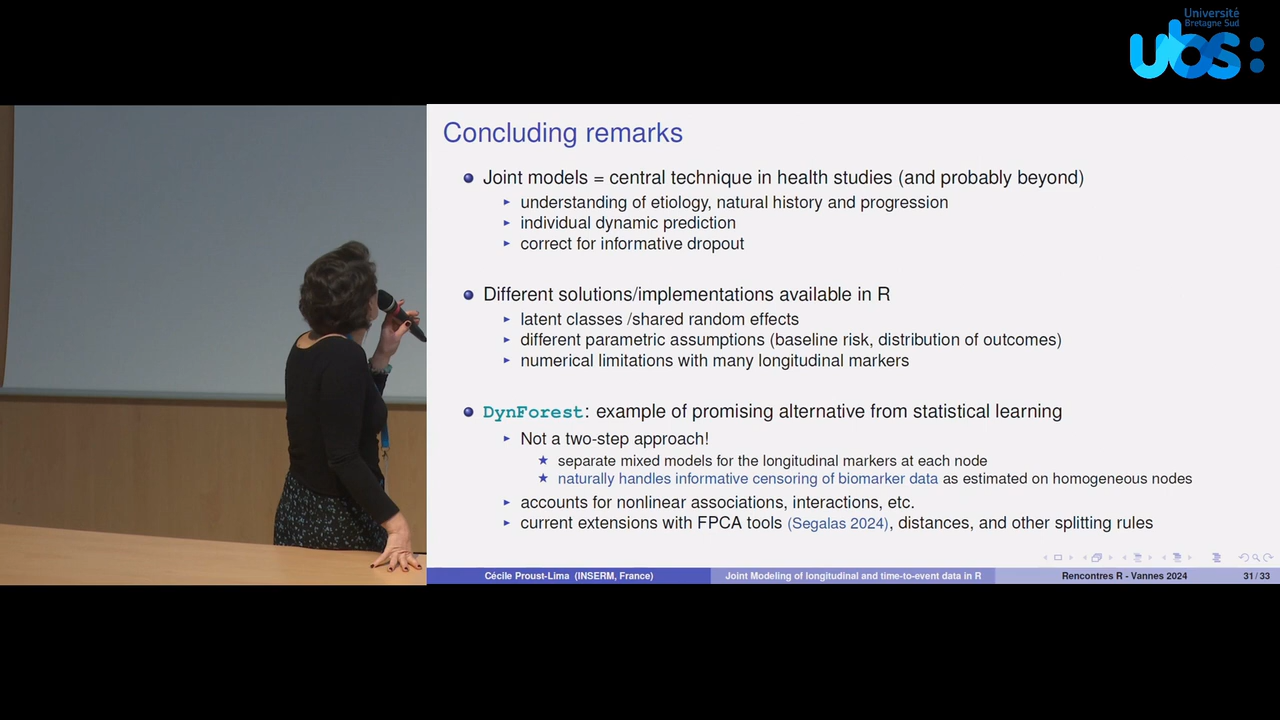 Université
Bretagne Sud
ubs:
Concluding remarks
Joint models = central technique in health studies (and probably beyond)
understanding of etiology, natural history and progression
individual dynamic prediction
correct for informative dropout
Different solutions/implementations available in R
latent classes /shared random effects
different parametric assumptions (baseline risk, distribution of outcomes)
numerical limitations with many longitudinal markers
DynForest: example of promising alternative from statistical learning
Not a two-step approach!
separate mixed models for the longitudinal markers at each node
naturally handles informative censoring of biomarker data as estimated on homogeneous nodes
accounts for nonlinear associations, interactions, etc.
current extensions with FPCA tools (Segalas 2024), distances, and other splitting rules
Cécile Proust-Lima (INSERM, France) Joint Modeling of longitudinal and time-to-event data in R Rencontres R - Vannes 2024 31 / 33